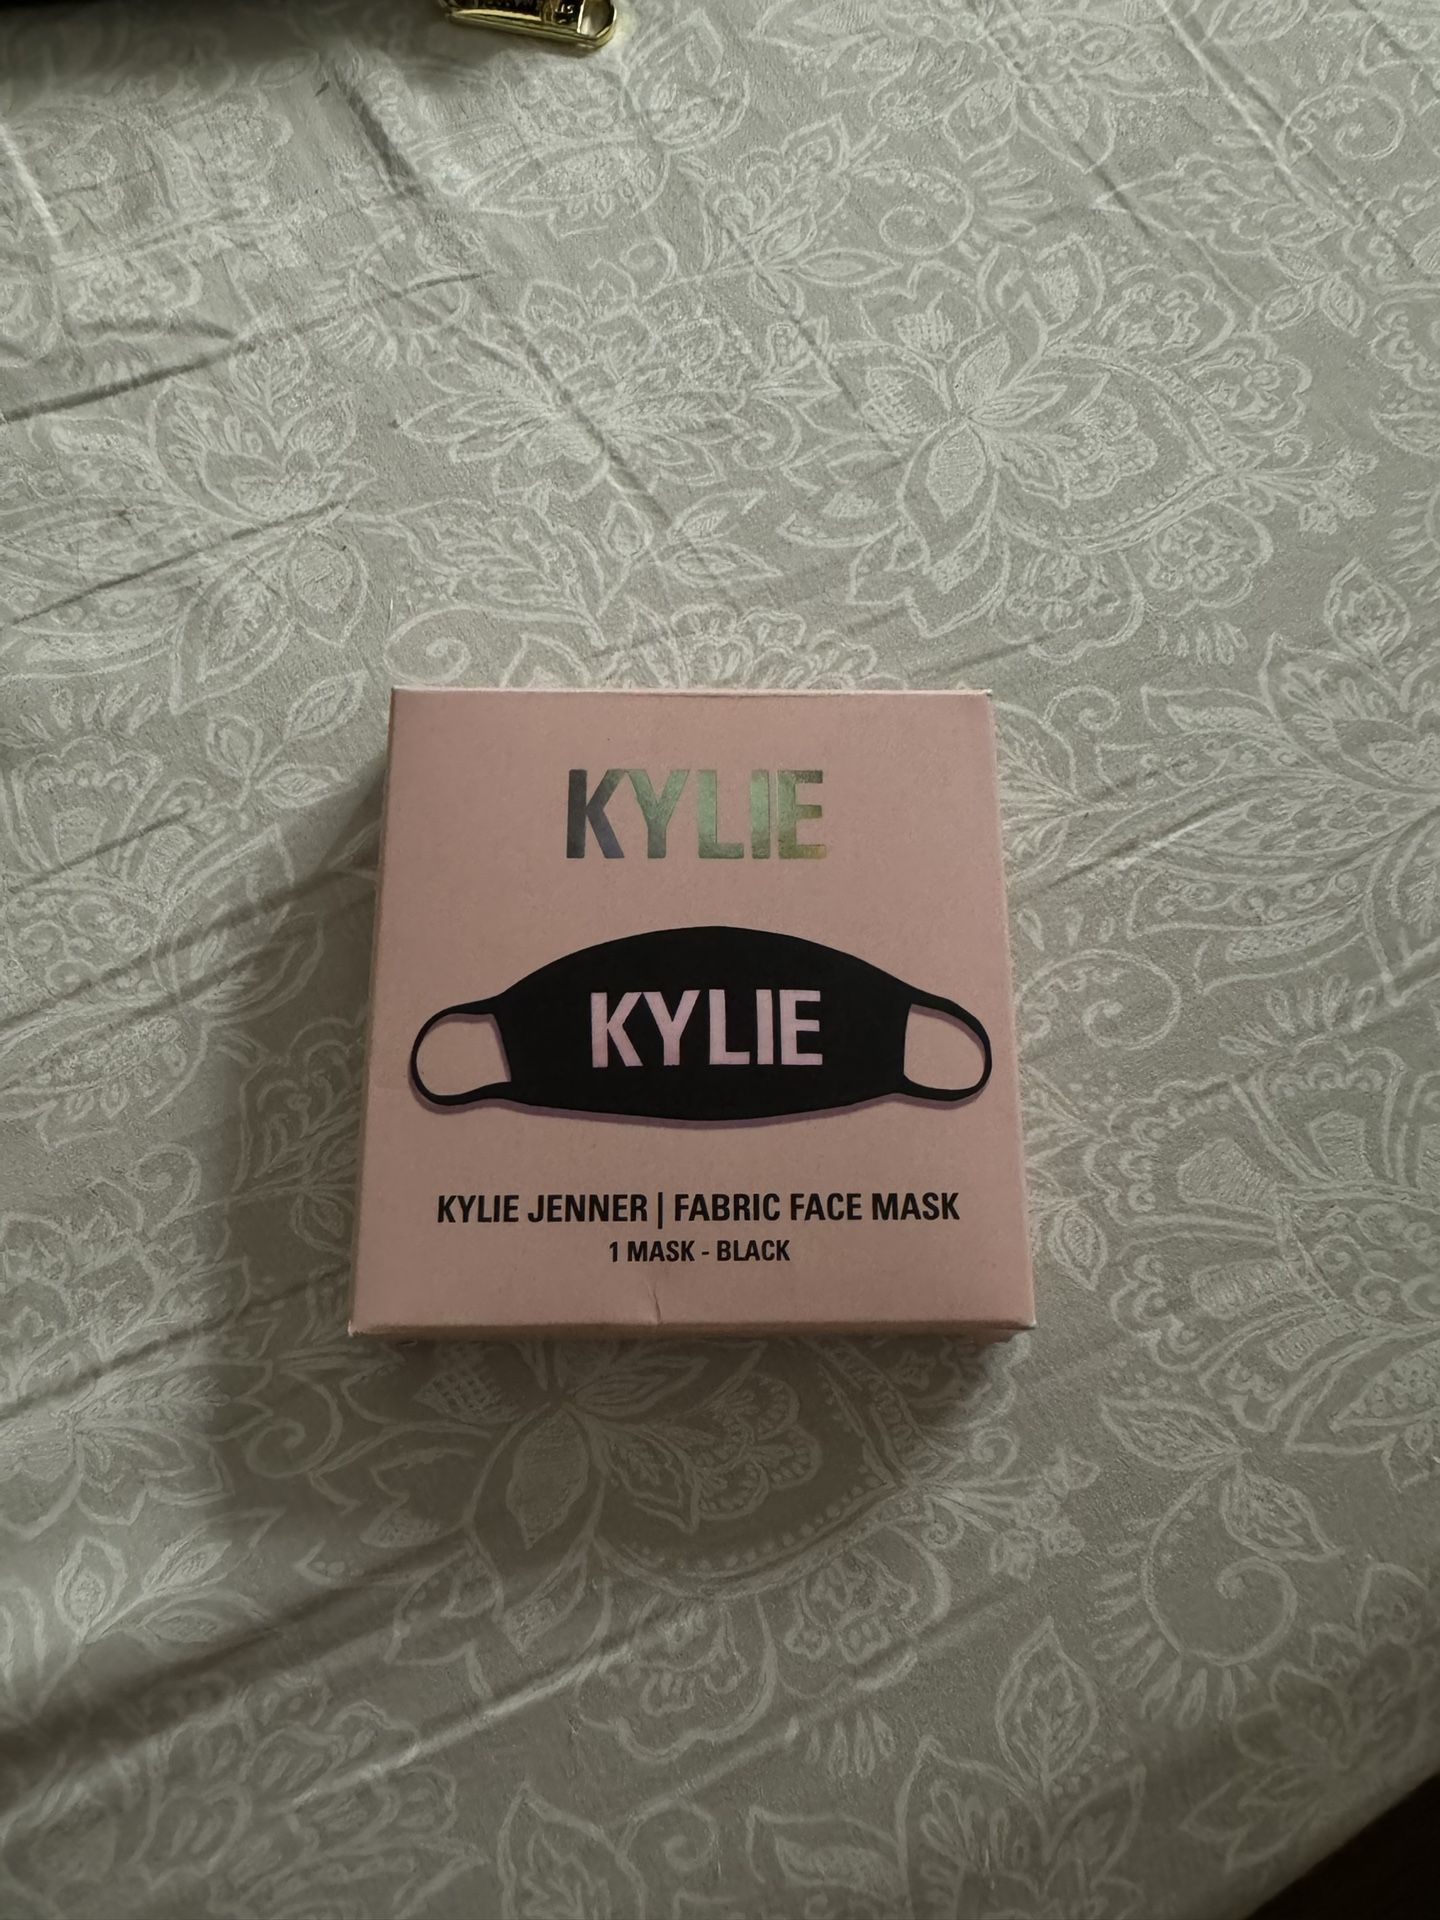 KYLIE
KYLIE
KYLIE JENNER | FABRIC FACE MASK
1 MASK - BLACK